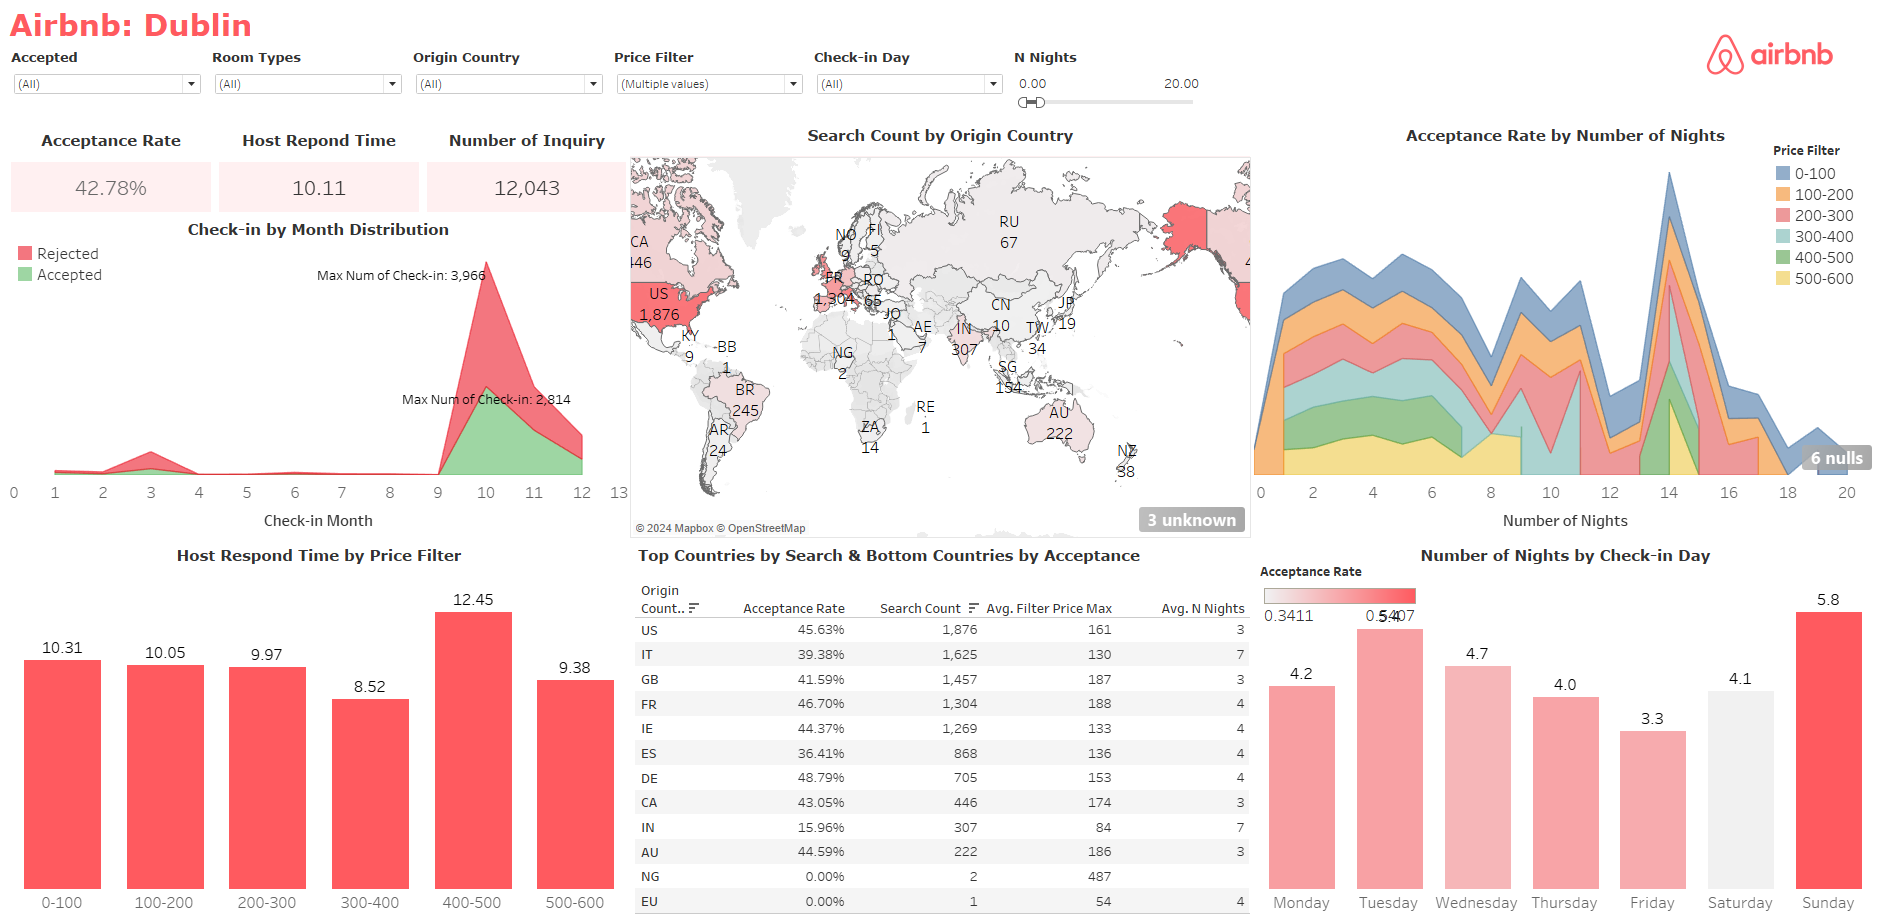 Airbnb: Dublin
Accepted
Room Types
Origin Country
Price Filter
Check-in Day
N Nights
(All)
(All)
(All)
(Multiple values)
(All)
0.00
20.00
airbnb
Acceptance Rate
Host Repond Time
Number of Inquiry
42.78%
10.11
12,043
Check-in by Month Distribution
Rejected
Accepted
Max Num of Check-in: 3,966
Max Num of Check-in: 2,814
0 1 2 3 4 5 6 7 8 9 10 11 12 13
Check-in Month
Search Count by Origin Country
CA
446
US
1,876
KY
9
BB
1
BR
245
AR
24
NO
9
FI
5
FR
1,304
RO
65
RU
67
JO
1
AE
7
NG
2
ZA
14
RE
1
IN
307
CN
10
JP
19
TW
34
SG
154
AU
222
NZ
38
4
© 2024 Mapbox © OpenStreetMap
3 unknown
Acceptance Rate by Number of Nights
Price Filter
0-100
100-200
200-300
300-400
400-500
500-600
6 nulls
0 2 4 6 8 10 12 14 16 18 20
Number of Nights
Host Respond Time by Price Filter
10.31
10.05
9.97
8.52
12.45
9.38
0-100 100-200 200-300 300-400 400-500 500-600
Top Countries by Search & Bottom Countries by Acceptance
Origin
Count.. Acceptance Rate Search Count Avg. Filter Price Max Avg. N Nights
US 45.63% 1,876 161 3
IT 39.38% 1,625 130 7
GB 41.59% 1,457 187 3
FR 46.70% 1,304 188 4
IE 44.37% 1,269 133 4
ES 36.41% 868 136 4
DE 48.79% 705 153 4
CA 43.05% 446 174 3
IN 15.96% 307 84 7
AU 44.59% 222 186 3
NG 0.00% 2 487
EU 0.00% 1 54 4
Number of Nights by Check-in Day
Acceptance Rate
0.3411 0.5407
4.2
5.4
4.7
4.0
3.3
4.1
5.8
Monday Tuesday Wednesday Thursday Friday Saturday Sunday